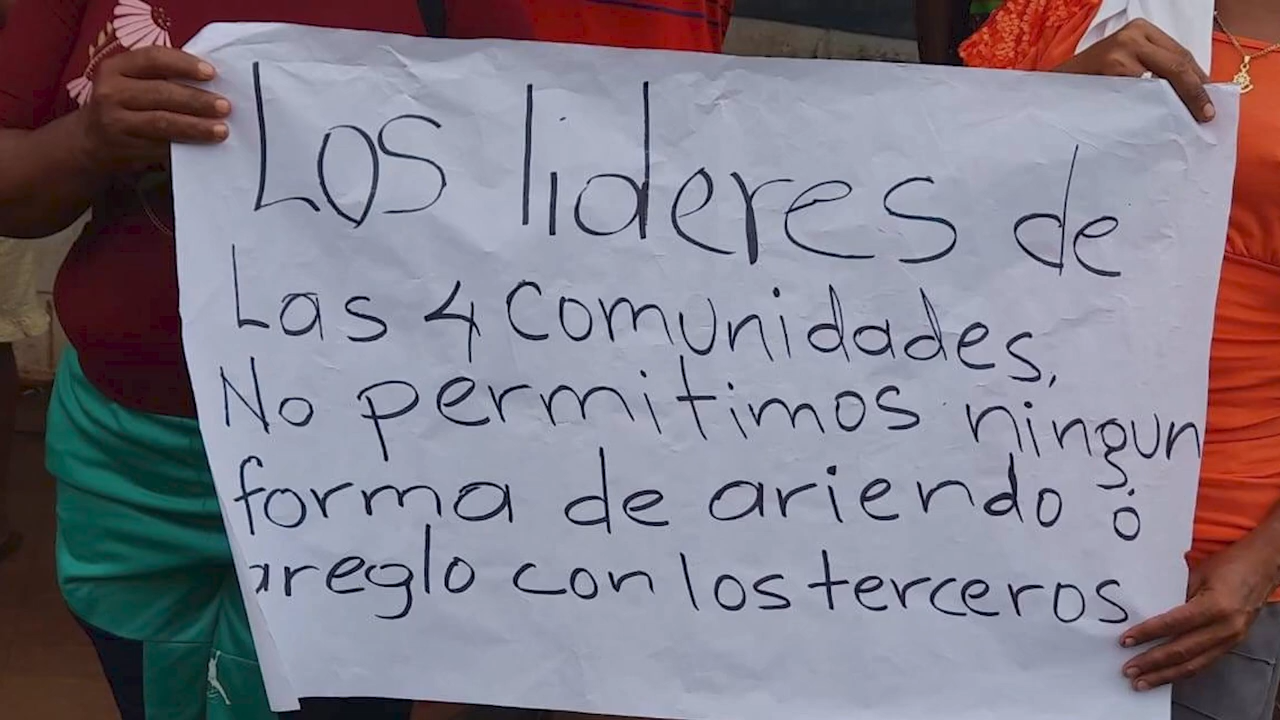 Los lideres de
Las 4 comunidades,
No permitimos ningun
forma de ariendo ó
areglo con los terceros